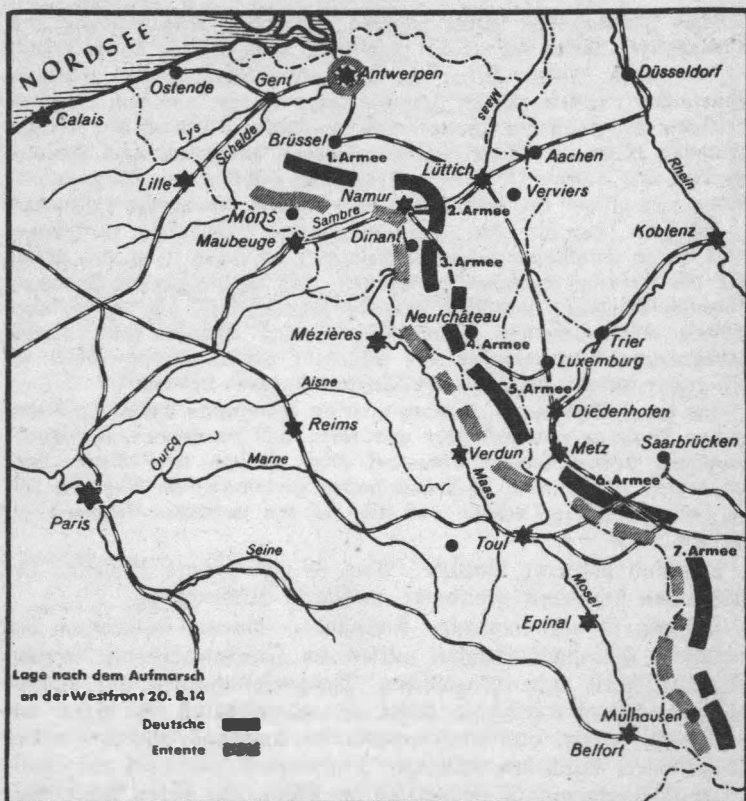 NORDSEE
Antwerpen
Düsseldorf
Ostende
Gent
Calais
Maas
Lys
Schelde
Brüssel
1. Armee
Aachen
Rhein
Lille
Lüttich
Verviers
Namur
2. Armee
Mons
Sambre
Koblenz
Maubeuge
Dinant
3. Armee
Neufchâteau
Mézières
4. Armee
Trier
Luxemburg
Aisne
5. Armee
Diedenhofen
Reims
Ourcq
Verdun
Metz
Saarbrücken
Marne
Maas
6. Armee
Paris
Toul
Seine
7. Armee
Mosel
Epinal
Lage nach dem Aufmarsch
an der Westfront 20.8.14
Deutsche
Entente
Mülhausen
Belfort